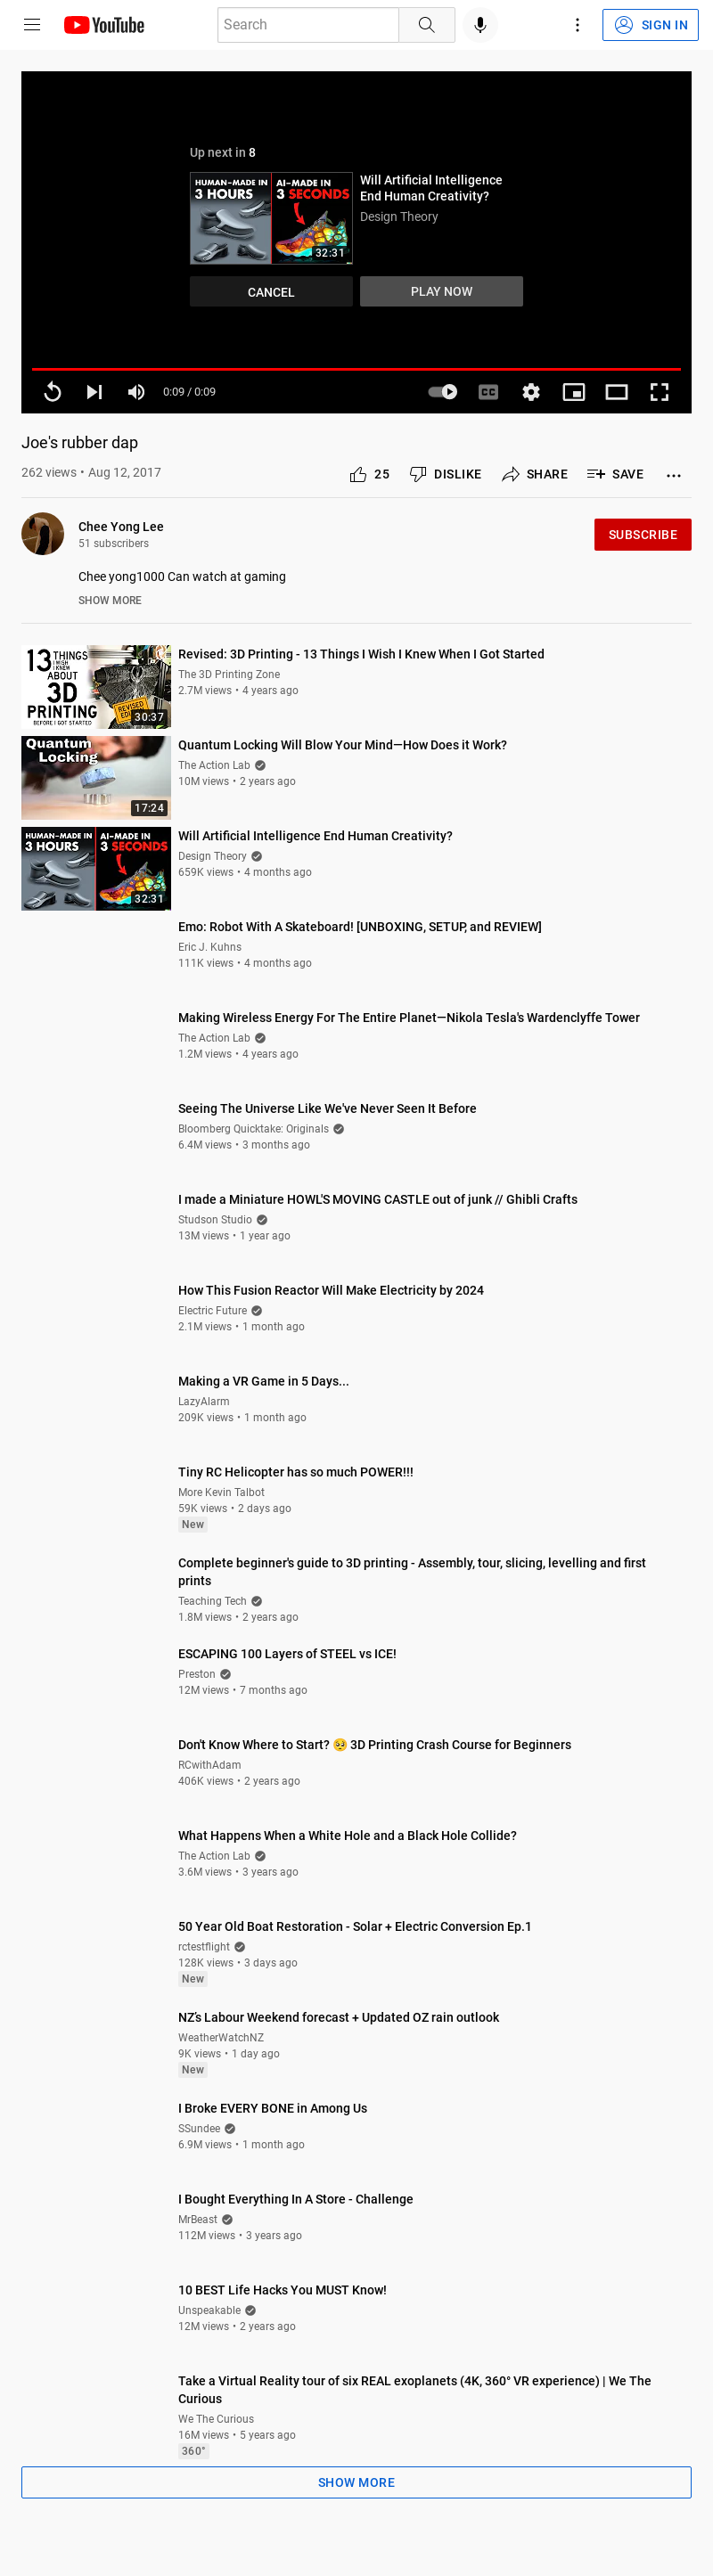 YouTube
Search
SIGN IN
Up next in 8
HUMAN-MADE IN
3 HOURS
AI-MADE IN
3 SECONDS
32:31
Will Artificial Intelligence
End Human Creativity?
Design Theory
CANCEL
PLAY NOW
0:09 / 0:09
CC
Joe's rubber dap
262 views • Aug 12, 2017
25
DISLIKE
SHARE
SAVE
Chee Yong Lee
51 subscribers
SUBSCRIBE
Chee yong1000 Can watch at gaming
SHOW MORE
13 THINGS
I WISH I KNEW
ABOUT
3D
PRINTING
BEFORE I GOT STARTED
REVISED EDITION
30:37
Revised: 3D Printing - 13 Things I Wish I Knew When I Got Started
The 3D Printing Zone
2.7M views • 4 years ago
Quantum
Locking
17:24
Quantum Locking Will Blow Your Mind—How Does it Work?
The Action Lab
10M views • 2 years ago
HUMAN-MADE IN
3 HOURS
AI-MADE IN
3 SECONDS
32:31
Will Artificial Intelligence End Human Creativity?
Design Theory
659K views • 4 months ago
Emo: Robot With A Skateboard! [UNBOXING, SETUP, and REVIEW]
Eric J. Kuhns
111K views • 4 months ago
Making Wireless Energy For The Entire Planet—Nikola Tesla's Wardenclyffe Tower
The Action Lab
1.2M views • 4 years ago
Seeing The Universe Like We've Never Seen It Before
Bloomberg Quicktake: Originals
6.4M views • 3 months ago
I made a Miniature HOWL'S MOVING CASTLE out of junk // Ghibli Crafts
Studson Studio
13M views • 1 year ago
How This Fusion Reactor Will Make Electricity by 2024
Electric Future
2.1M views • 1 month ago
Making a VR Game in 5 Days...
LazyAlarm
209K views • 1 month ago
Tiny RC Helicopter has so much POWER!!!
More Kevin Talbot
59K views • 2 days ago
New
Complete beginner's guide to 3D printing - Assembly, tour, slicing, levelling and first
prints
Teaching Tech
1.8M views • 2 years ago
ESCAPING 100 Layers of STEEL vs ICE!
Preston
12M views • 7 months ago
Don't Know Where to Start? 🥺 3D Printing Crash Course for Beginners
RCwithAdam
406K views • 2 years ago
What Happens When a White Hole and a Black Hole Collide?
The Action Lab
3.6M views • 3 years ago
50 Year Old Boat Restoration - Solar + Electric Conversion Ep.1
rctestflight
128K views • 3 days ago
New
NZ's Labour Weekend forecast + Updated OZ rain outlook
WeatherWatchNZ
9K views • 1 day ago
New
I Broke EVERY BONE in Among Us
SSundee
6.9M views • 1 month ago
I Bought Everything In A Store - Challenge
MrBeast
112M views • 3 years ago
10 BEST Life Hacks You MUST Know!
Unspeakable
12M views • 2 years ago
Take a Virtual Reality tour of six REAL exoplanets (4K, 360° VR experience) | We The
Curious
We The Curious
16M views • 5 years ago
360°
SHOW MORE